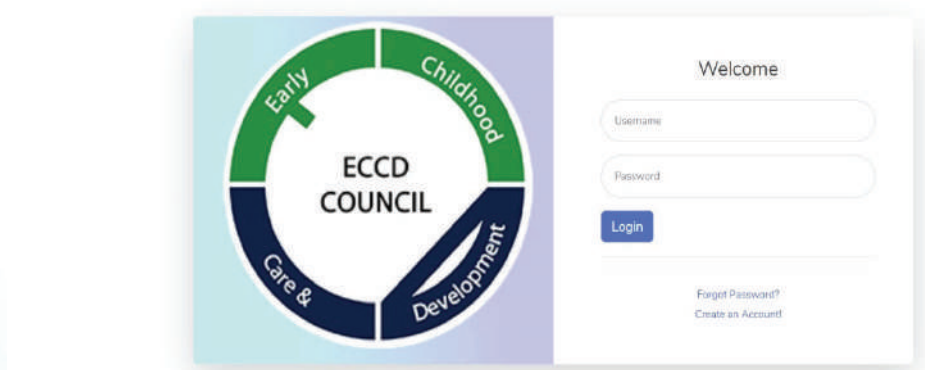 Early
Childhood
ECCD
COUNCIL
Care &
Development
Welcome
Username
Password
Login
Forgot Password?
Create an Account!